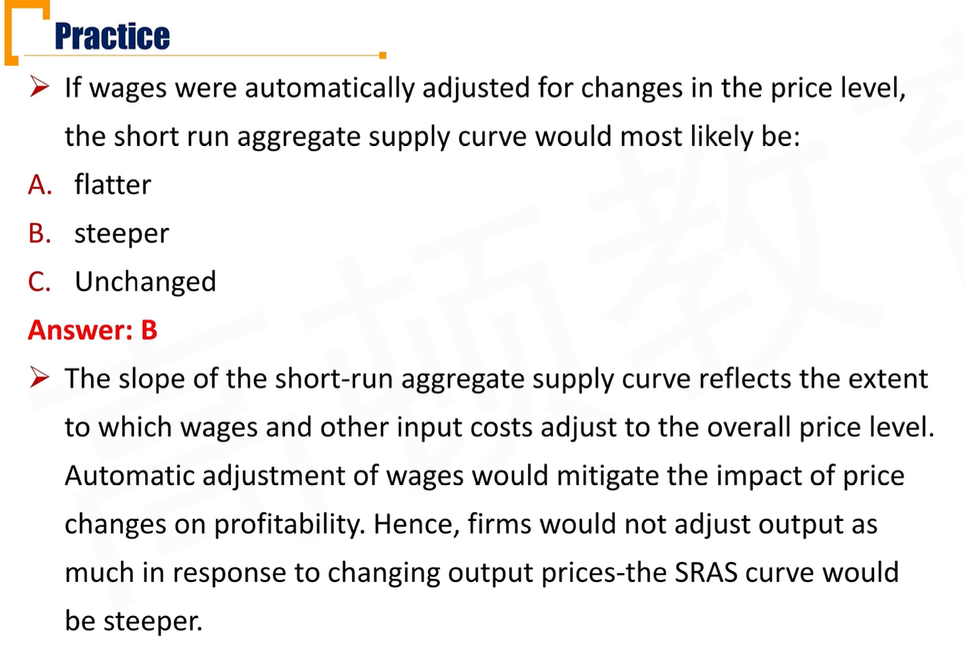 Practice
➢ If wages were automatically adjusted for changes in the price level,
the short run aggregate supply curve would most likely be:
A. flatter
B. steeper
C. Unchanged
Answer: B
➢ The slope of the short-run aggregate supply curve reflects the extent
to which wages and other input costs adjust to the overall price level.
Automatic adjustment of wages would mitigate the impact of price
changes on profitability. Hence, firms would not adjust output as
much in response to changing output prices-the SRAS curve would
be steeper.
高顿教育